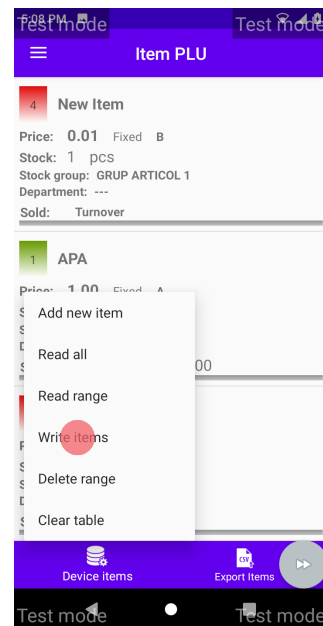 5:08 PM
Test mode
Test mode
Item PLU
4 New Item
Price: 0.01 Fixed B
Stock: 1 pcs
Stock group: GRUP ARTICOL 1
Department: ---
Sold: Turnover
1 APA
Price: 1.00 Fixed A
00
Add new item
Read all
Read range
Write items
Delete range
Clear table
Device items
CSV
Export Items
Test mode
Test mode